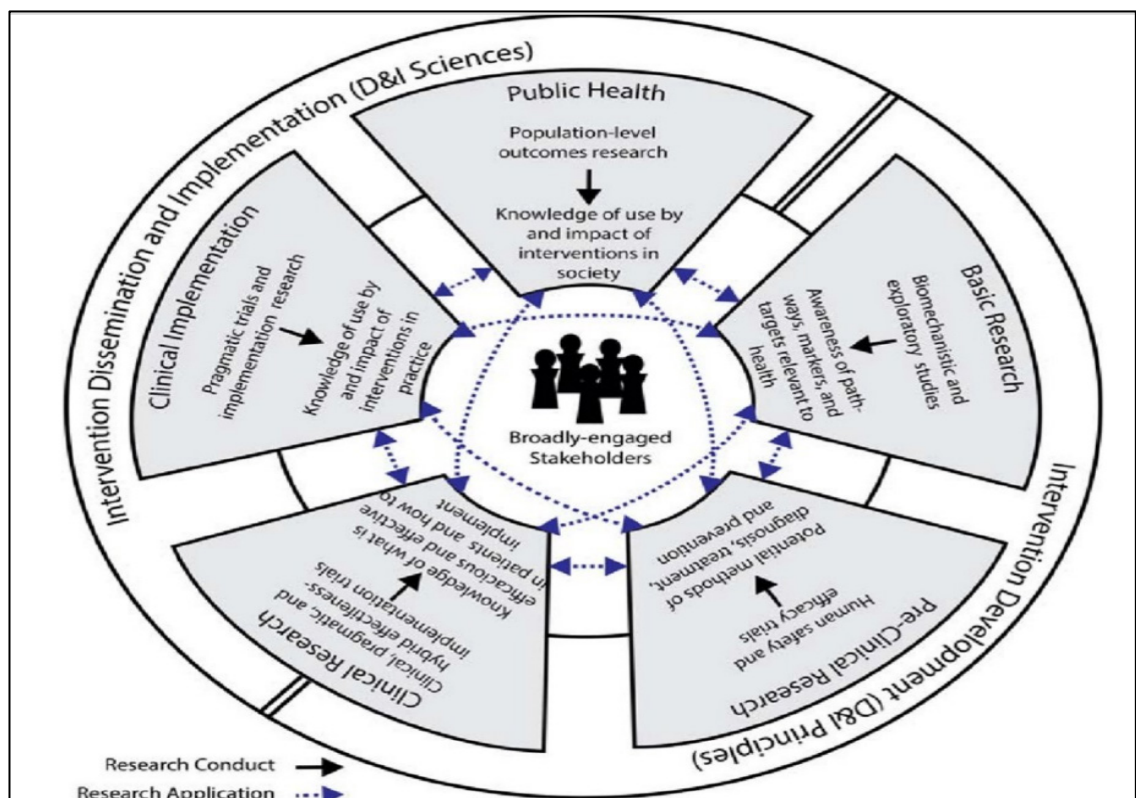 Intervention Dissemination and Implementation (D&I Sciences)
Public Health
Population-level
outcomes research
Knowledge of use by
and impact of
interventions in
society
Basic Research
Biomechanistic and
exploratory studies
Awareness of path-
ways, markers, and
targets relevant to
health
Pre-Clinical Research
Human safety and
efficacy trials
Potential methods of
diagnosis, treatment,
and prevention
Clinical Research
Clinical, pragmatic, and
hybrid effectiveness-
implementation trials
Knowledge of what is
efficacious and effective
in patients and how to
implement
Clinical Implementation
Pragmatic trials and
implementation research
Knowledge of use by
and impact of
interventions in
practice
Broadly-engaged
Stakeholders
Intervention Development (D&I Principles)
Research Conduct
Research Application